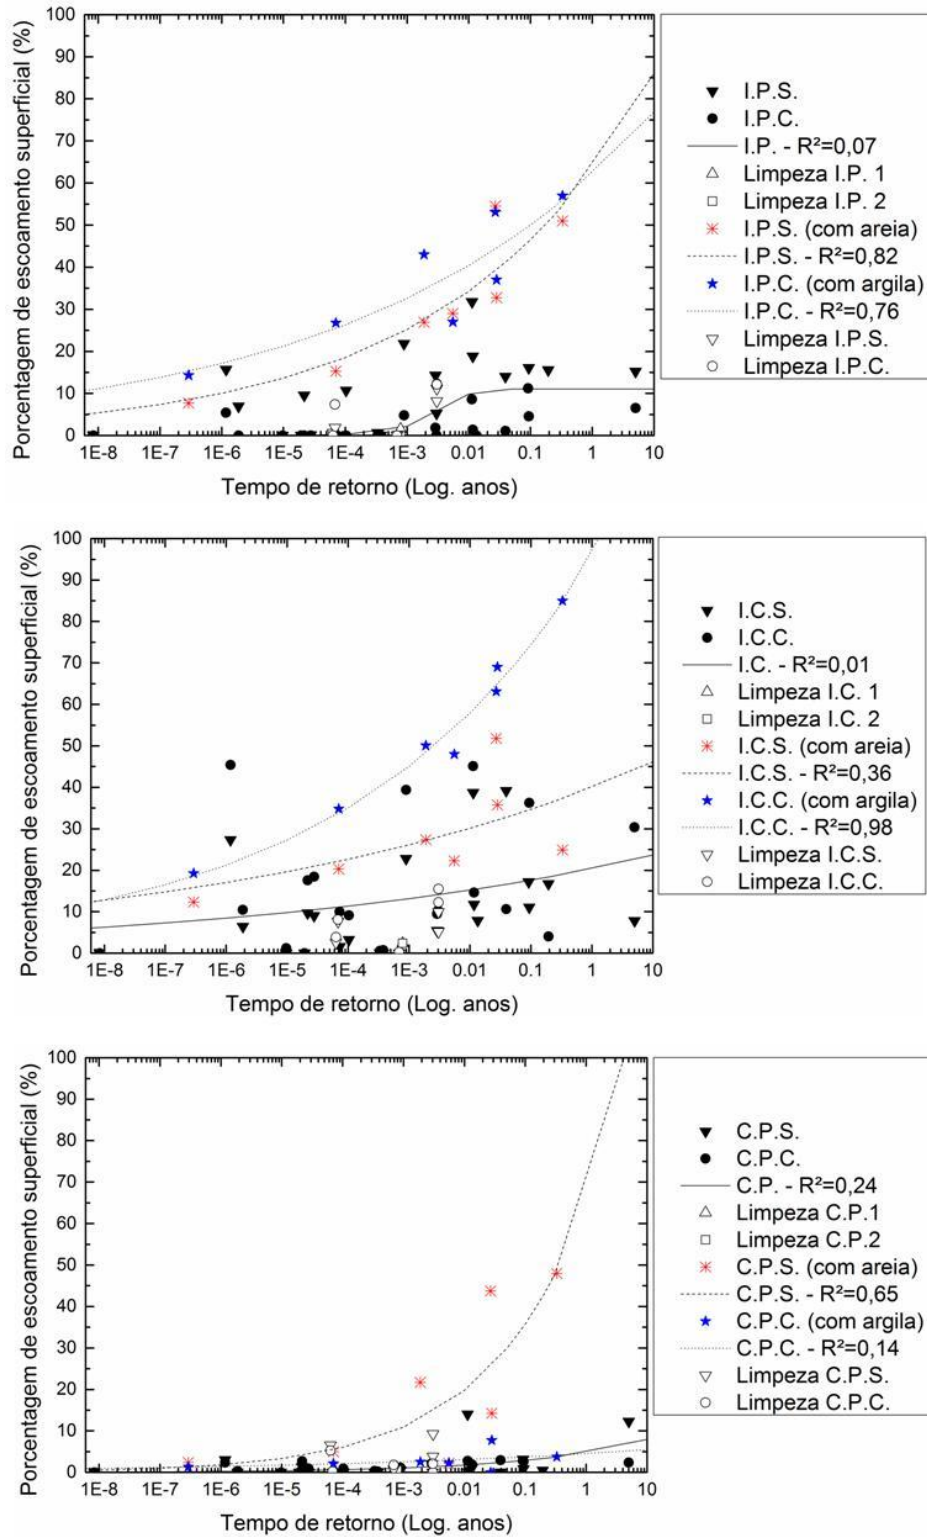 Porcentagem de escoamento superficial (%)
100
90
80
70
60
50
40
30
20
10
0
1E-8 1E-7 1E-6 1E-5 1E-4 1E-3 0.01 0.1 1 10
Tempo de retorno (Log. anos)
I.P.S.
I.P.C.
I.P. - R²=0,07
Limpeza I.P. 1
Limpeza I.P. 2
I.P.S. (com areia)
I.P.S. - R²=0,82
I.P.C. (com argila)
I.P.C. - R²=0,76
Limpeza I.P.S.
Limpeza I.P.C.
Porcentagem de escoamento superficial (%)
100
90
80
70
60
50
40
30
20
10
0
1E-8 1E-7 1E-6 1E-5 1E-4 1E-3 0.01 0.1 1 10
Tempo de retorno (Log. anos)
I.C.S.
I.C.C.
I.C. - R²=0,01
Limpeza I.C. 1
Limpeza I.C. 2
I.C.S. (com areia)
I.C.S. - R²=0,36
I.C.C. (com argila)
I.C.C. - R²=0,98
Limpeza I.C.S.
Limpeza I.C.C.
Porcentagem de escoamento superficial (%)
100
90
80
70
60
50
40
30
20
10
0
1E-8 1E-7 1E-6 1E-5 1E-4 1E-3 0.01 0.1 1 10
Tempo de retorno (Log. anos)
C.P.S.
C.P.C.
C.P. - R²=0,24
Limpeza C.P.1
Limpeza C.P.2
C.P.S. (com areia)
C.P.S. - R²=0,65
C.P.C. (com argila)
C.P.C. - R²=0,14
Limpeza C.P.S.
Limpeza C.P.C.